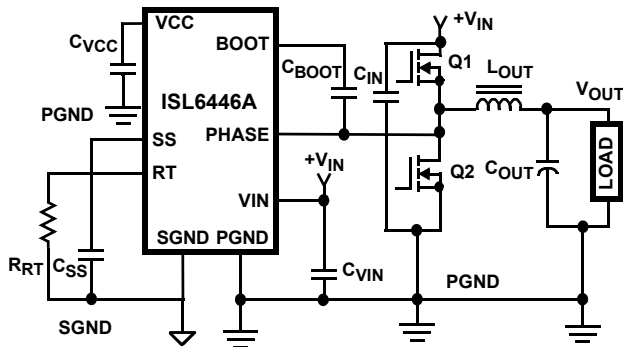 VCC
+VIN
CVCC
BOOT
Q1
CBOOT
CIN
LOUT
ISL6446A
VOUT
PGND
PHASE
SS
+VIN
RT
Q2
COUT
LOAD
VIN
RRT
CSS
SGND
PGND
CVIN
PGND
SGND